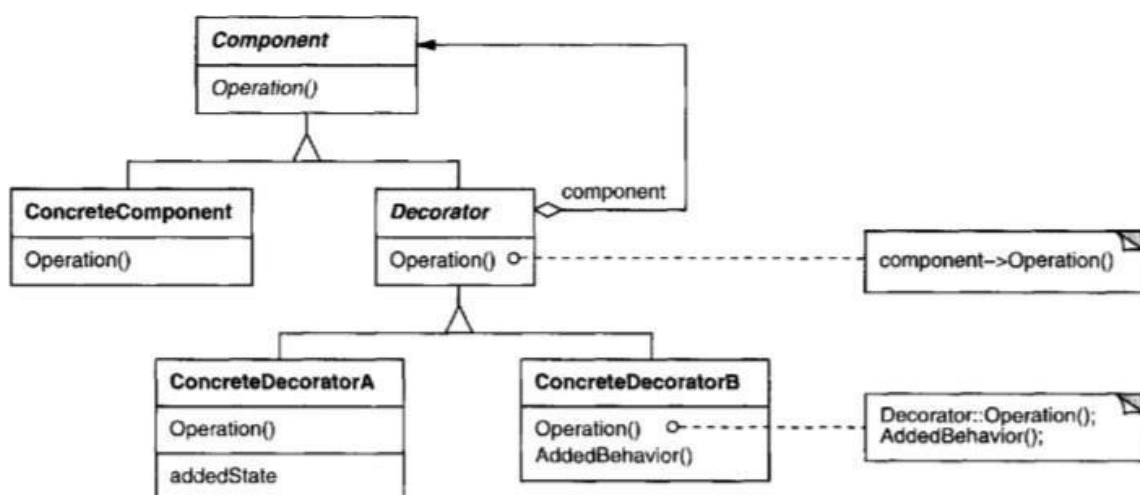 Component
Operation()
component
ConcreteComponent
Operation()
Decorator
Operation()
component–>Operation()
ConcreteDecoratorA
Operation()
addedState
ConcreteDecoratorB
Operation()
AddedBehavior()
Decorator::Operation();
AddedBehavior();